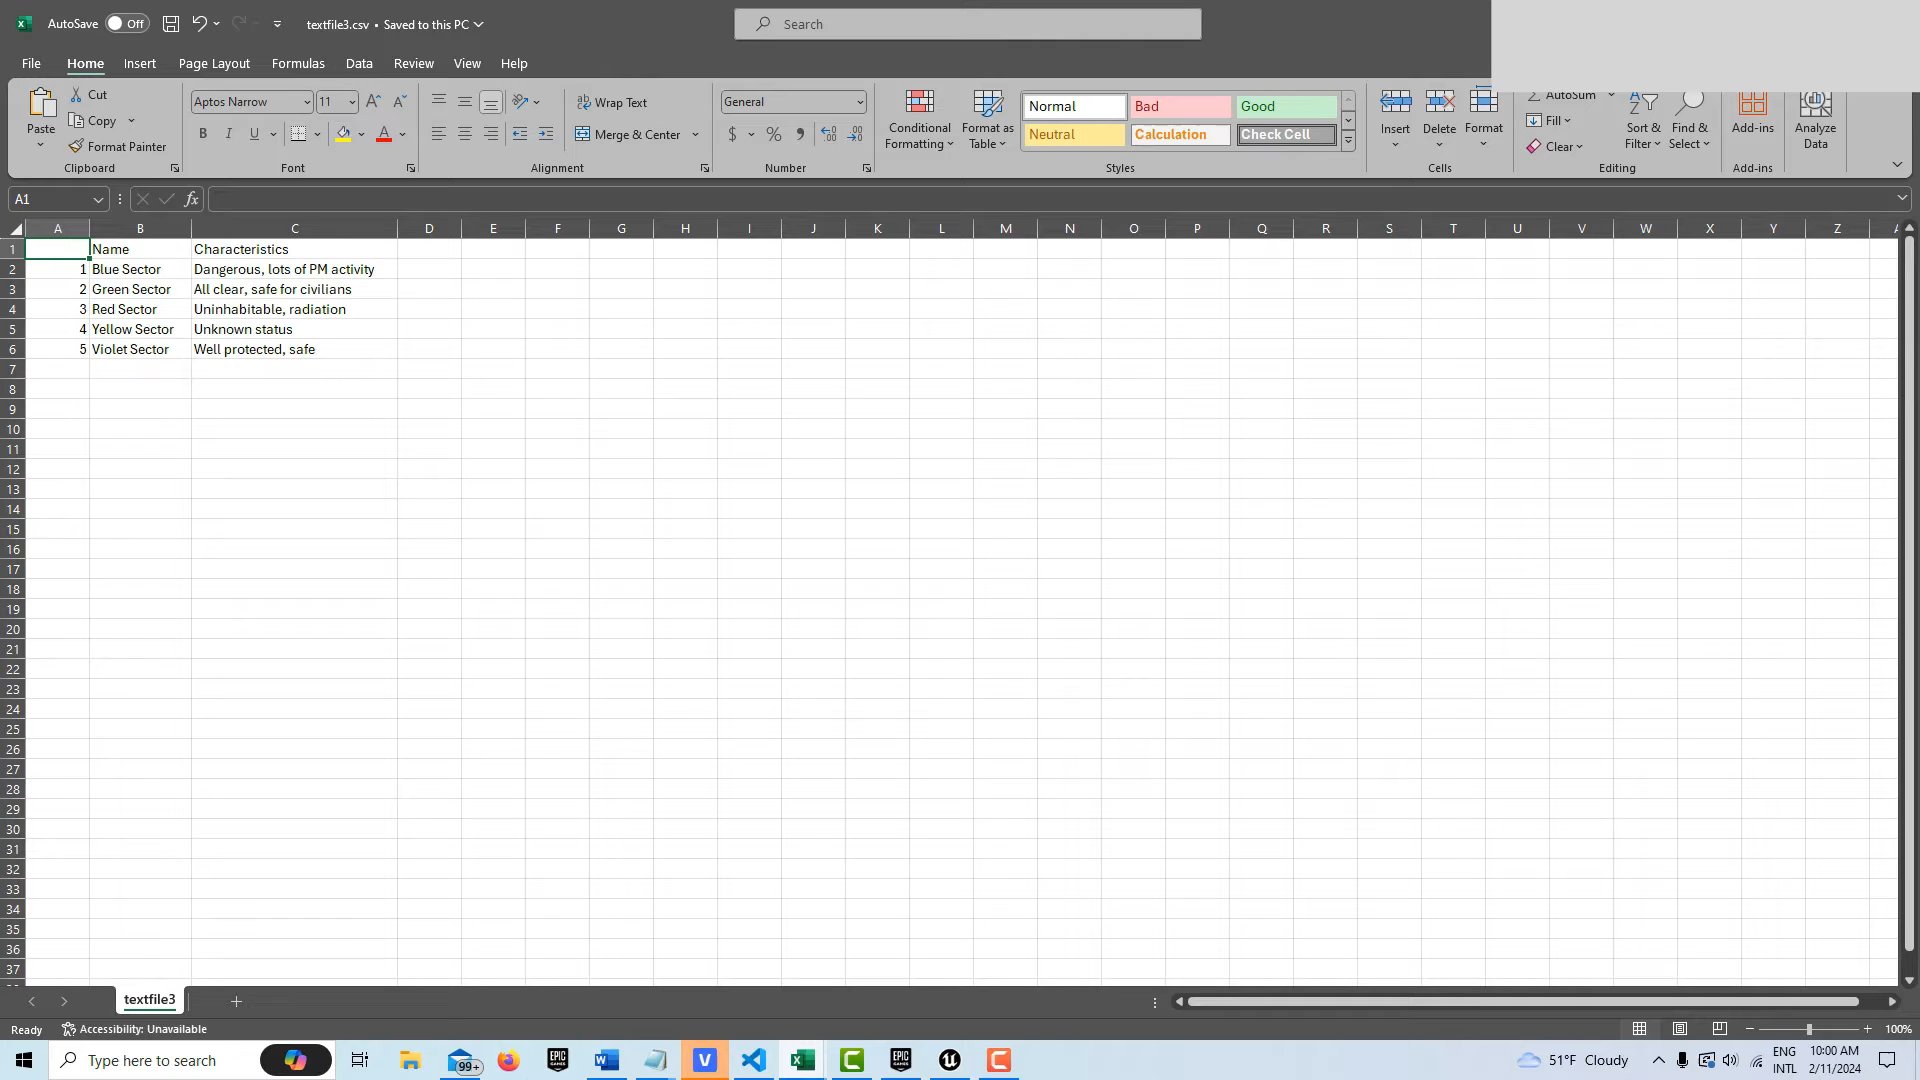 AutoSave Off textfile3.csv • Saved to this PC Search
File Home Insert Page Layout Formulas Data Review View Help
Paste
Cut
Copy
Format Painter
Clipboard
Aptos Narrow 11
B I U
Font
Wrap Text
Merge & Center
Alignment
General
$ %
Number
Conditional Formatting
Format as Table
Normal Bad Good
Neutral Calculation Check Cell
Styles
Insert Delete Format
Cells
AutoSum
Fill
Clear
Sort & Filter
Find & Select
Editing
Add-ins
Add-ins
Analyze Data
A1 fx
A B C D E F G H I J K L M N O P Q R S T U V W X Y Z
1 Name Characteristics
2 1 Blue Sector Dangerous, lots of PM activity
3 2 Green Sector All clear, safe for civilians
4 3 Red Sector Uninhabitable, radiation
5 4 Yellow Sector Unknown status
6 5 Violet Sector Well protected, safe
7
8
9
10
11
12
13
14
15
16
17
18
19
20
21
22
23
24
25
26
27
28
29
30
31
32
33
34
35
36
37
textfile3
Ready Accessibility: Unavailable 100%
Type here to search 99+ 51°F Cloudy ENG INTL 10:00 AM 2/11/2024